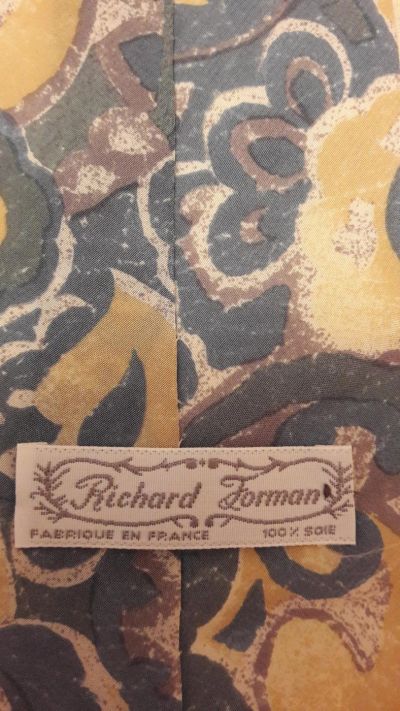 Richard Forman
FABRIQUE EN FRANCE 100% SOIE